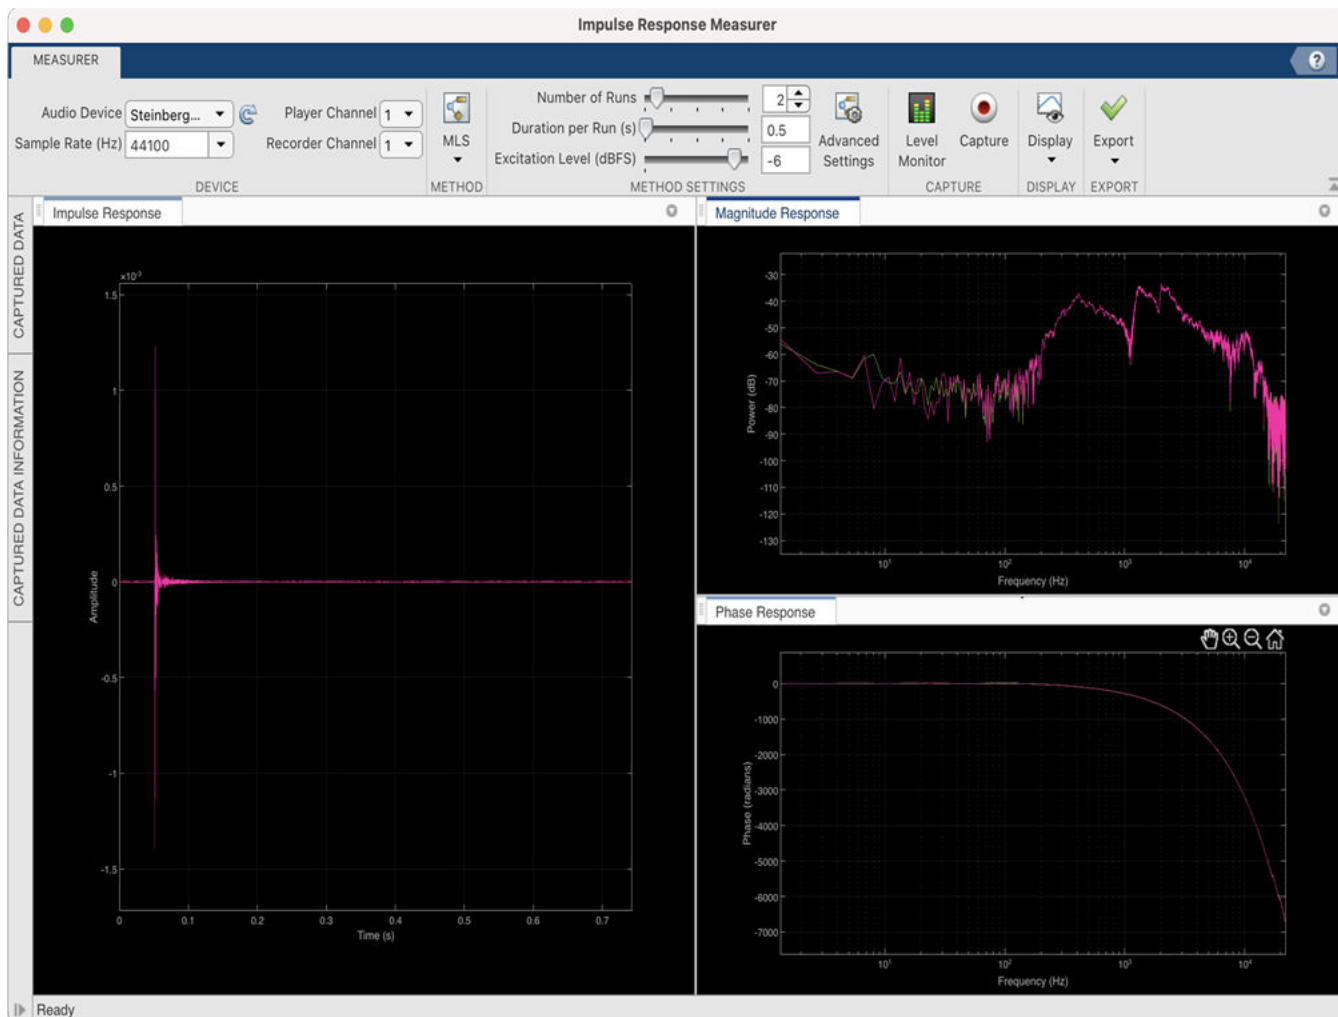 Impulse Response Measurer
MEASURER
?
Audio Device Steinberg... Player Channel 1
Sample Rate (Hz) 44100 Recorder Channel 1
DEVICE
MLS
METHOD
Number of Runs 2
Duration per Run (s) 0.5
Excitation Level (dBFS) -6
Advanced Settings
METHOD SETTINGS
Level Monitor
Capture
CAPTURE
Display
DISPLAY
Export
EXPORT
CAPTURED DATA
CAPTURED DATA INFORMATION
Impulse Response
×10⁻³
1.5
1
0.5
0
-0.5
-1
-1.5
Amplitude
0 0.1 0.2 0.3 0.4 0.5 0.6 0.7
Time (s)
Magnitude Response
-30
-40
-50
-60
-70
-80
-90
-100
-110
-120
-130
Power (dB)
10¹ 10² 10³ 10⁴
Frequency (Hz)
Phase Response
0
-1000
-2000
-3000
-4000
-5000
-6000
-7000
Phase (radians)
10¹ 10² 10³ 10⁴
Frequency (Hz)
Ready